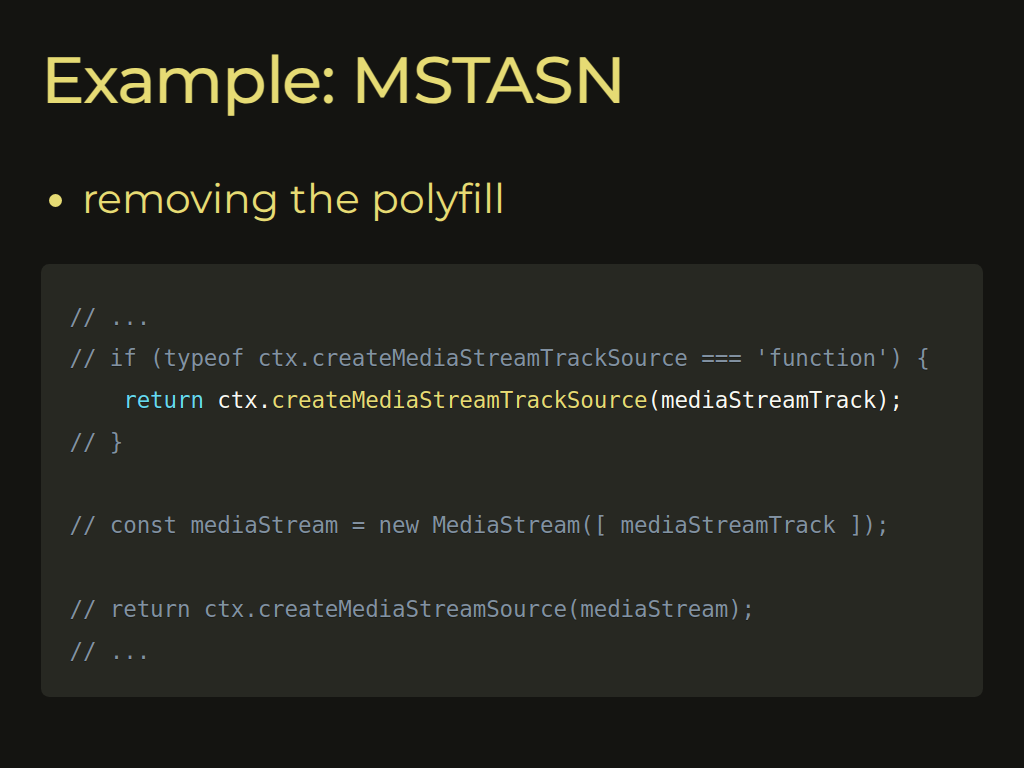 Example: MSTASN
• removing the polyfill
// ...
// if (typeof ctx.createMediaStreamTrackSource === 'function') {
    return ctx.createMediaStreamTrackSource(mediaStreamTrack);
// }
// const mediaStream = new MediaStream([ mediaStreamTrack ]);
// return ctx.createMediaStreamSource(mediaStream);
// ...